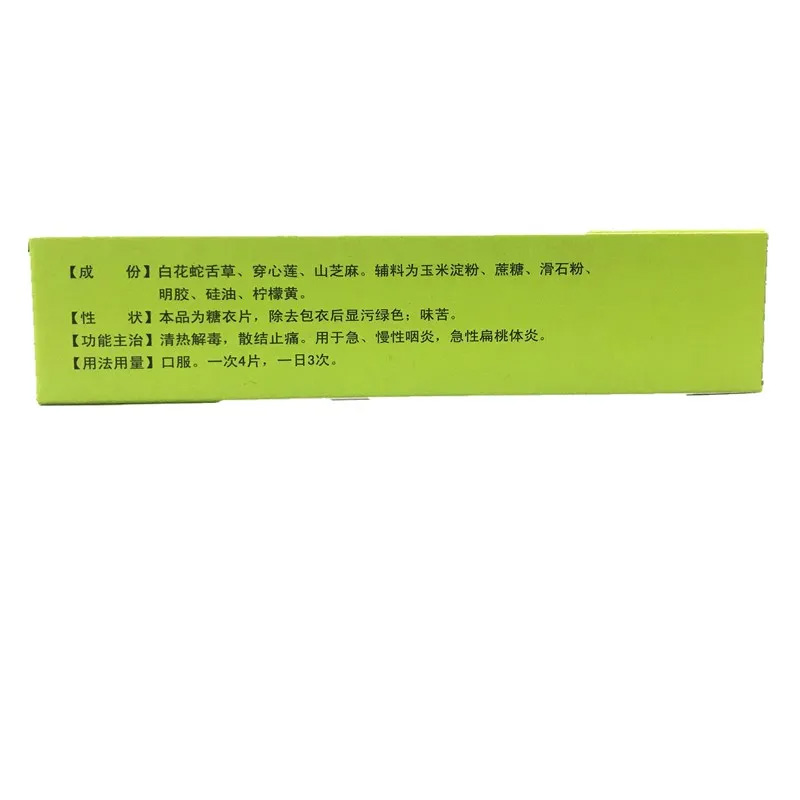 【成　份】白花蛇舌草、穿心莲、山芝麻。辅料为玉米淀粉、蔗糖、滑石粉、
明胶、硅油、柠檬黄。
【性　状】本品为糖衣片，除去包衣后显污绿色；味苦。
【功能主治】清热解毒，散结止痛。用于急、慢性咽炎，急性扁桃体炎。
【用法用量】口服。一次4片，一日3次。